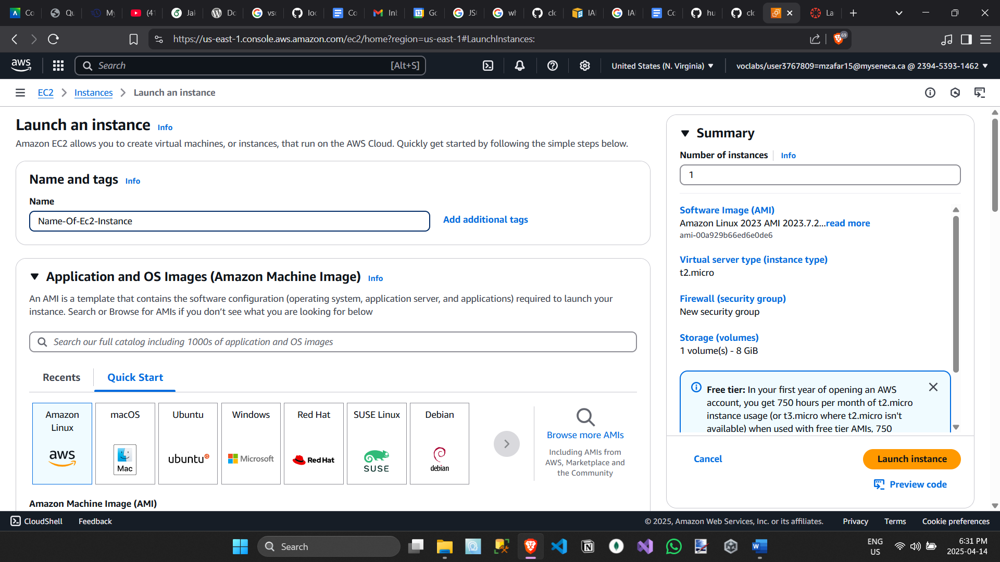 Co
Qu
My
(41
Jak
Do
vsc
loc
Co
Inb
13
Go
JS
wh
clo
IAI
IAI
Co
hu
clo
La
https://us-east-1.console.aws.amazon.com/ec2/home?region=us-east-1#LaunchInstances:
69
aws
Search
[Alt+S]
United States (N. Virginia)
voclabs/user3767809=mzafar15@myseneca.ca @ 2394-5393-1462
EC2
Instances
Launch an instance
Launch an instance Info
Amazon EC2 allows you to create virtual machines, or instances, that run on the AWS Cloud. Quickly get started by following the simple steps below.
Name and tags Info
Name
Name-Of-Ec2-Instance
Add additional tags
Application and OS Images (Amazon Machine Image) Info
An AMI is a template that contains the software configuration (operating system, application server, and applications) required to launch your
instance. Search or Browse for AMIs if you don’t see what you are looking for below
Search our full catalog including 1000s of application and OS images
Recents
Quick Start
Amazon
Linux
aws
macOS
Mac
Ubuntu
ubuntu
Windows
Microsoft
Red Hat
Red Hat
SUSE Linux
SUSE
Debian
debian
Browse more AMIs
Including AMIs from
AWS, Marketplace and
the Community
Amazon Machine Image (AMI)
Summary
Number of instances Info
1
Software Image (AMI)
Amazon Linux 2023 AMI 2023.7.2...read more
ami-00a929b66ed6e0de6
Virtual server type (instance type)
t2.micro
Firewall (security group)
New security group
Storage (volumes)
1 volume(s) - 8 GiB
Free tier: In your first year of opening an AWS
account, you get 750 hours per month of t2.micro
instance usage (or t3.micro where t2.micro isn't
available) when used with free tier AMIs, 750
Cancel
Launch instance
Preview code
CloudShell
Feedback
© 2025, Amazon Web Services, Inc. or its affiliates.
Privacy
Terms
Cookie preferences
Search
ENG
US
6:31 PM
2025-04-14